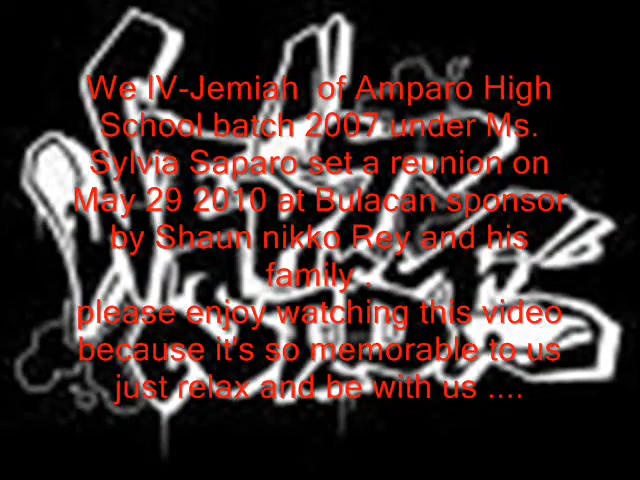 We IV-Jemiah  of Amparo High
School batch 2007 under Ms.
Sylvia Saparo set a reunion on
May 29 2010 at Bulacan sponsor
by Shaun nikko Rey and his
family .
please enjoy watching this video
because it's so memorable to us
just relax and be with us ....